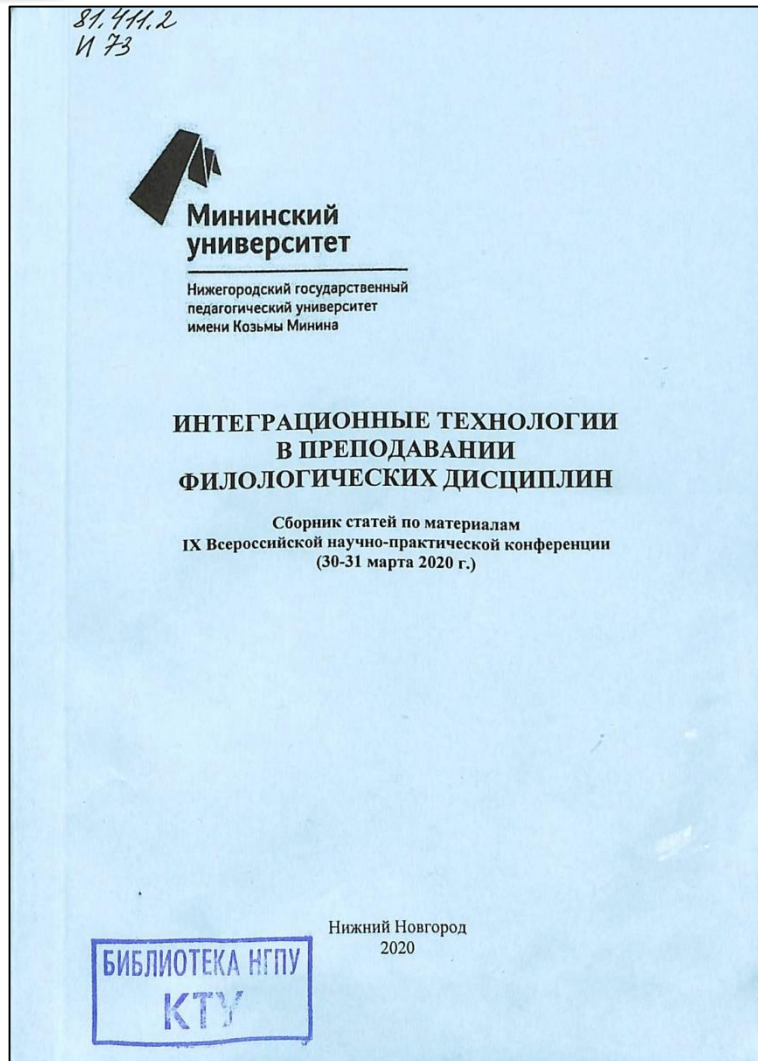 81.411.2
И 73
Мининский
университет
Нижегородский государственный
педагогический университет
имени Козьмы Минина
ИНТЕГРАЦИОННЫЕ ТЕХНОЛОГИИ
В ПРЕПОДАВАНИИ
ФИЛОЛОГИЧЕСКИХ ДИСЦИПЛИН
Сборник статей по материалам
IX Всероссийской научно-практической конференции
(30-31 марта 2020 г.)
Нижний Новгород
2020
БИБЛИОТЕКА НГПУ
КТУ